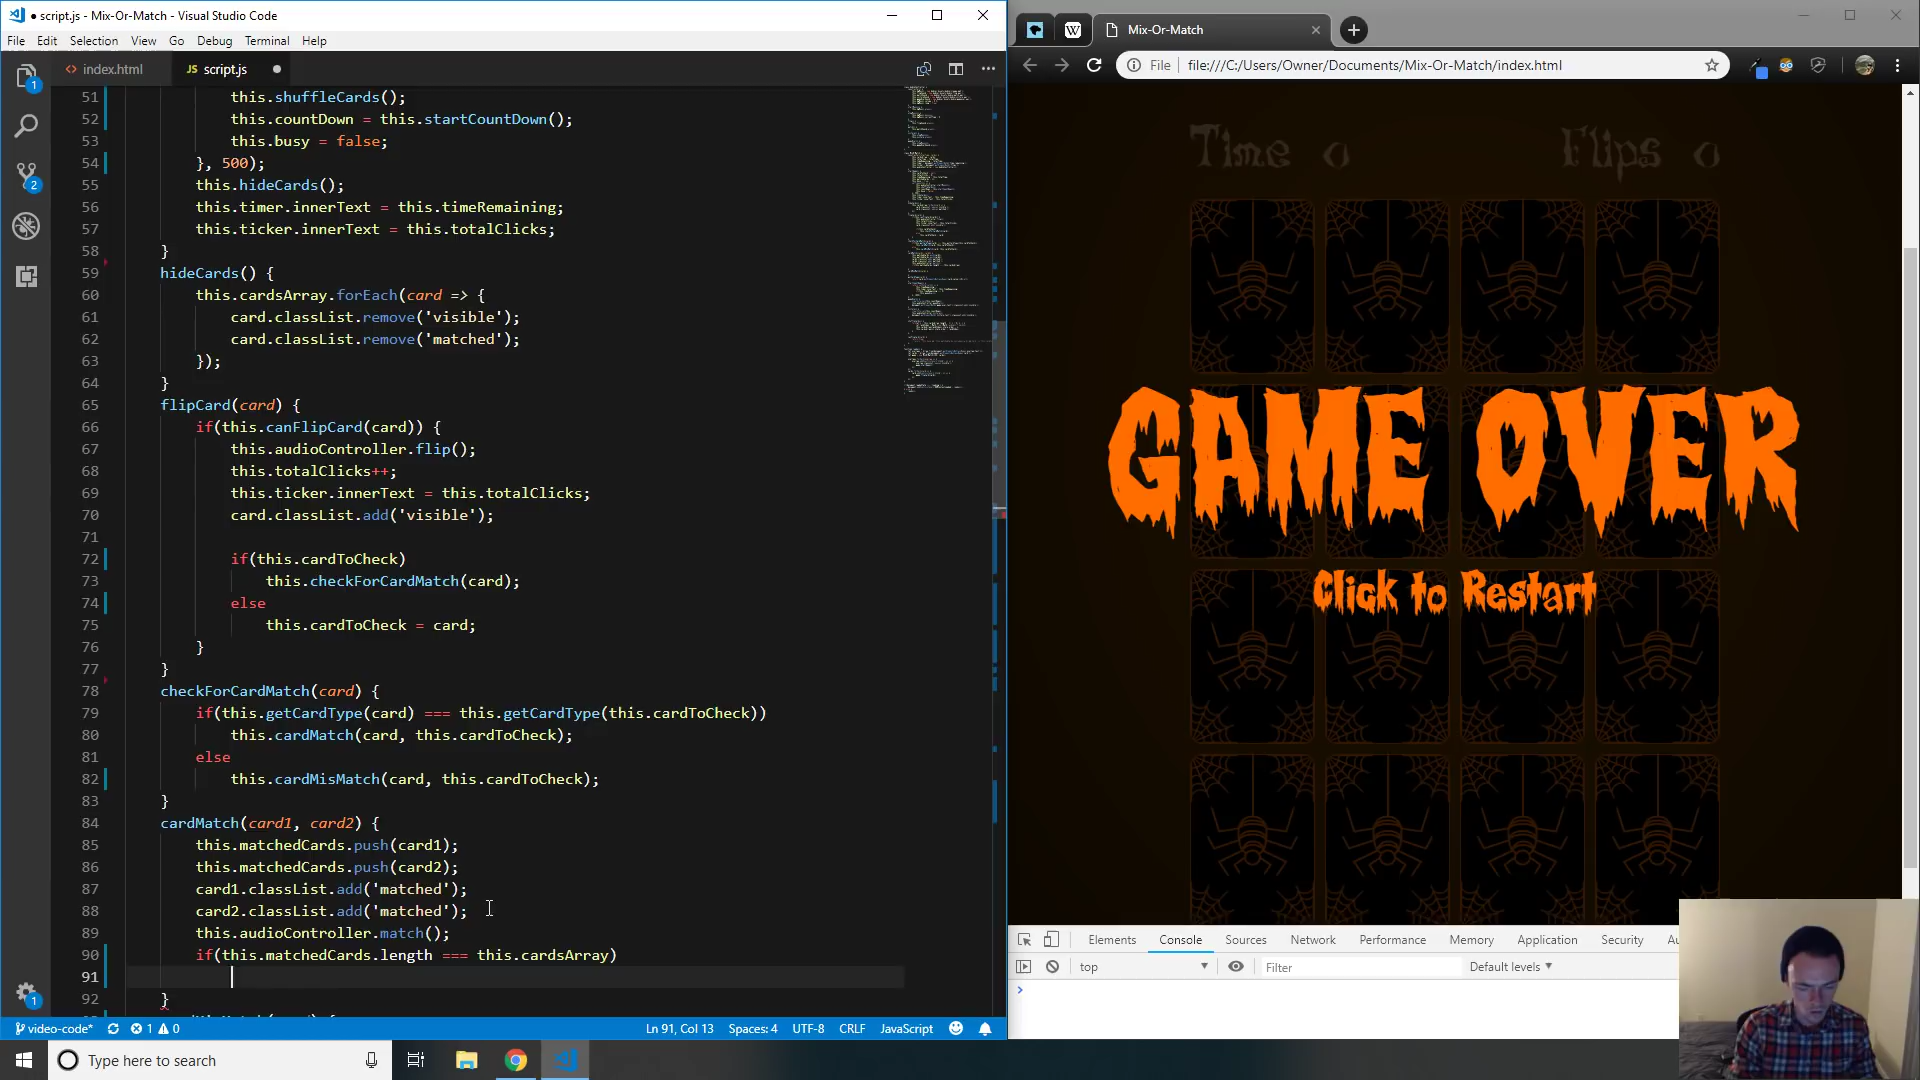 script.js - Mix-Or-Match - Visual Studio Code
File Edit Selection View Go Debug Terminal Help
index.html
JS script.js
51 this.shuffleCards();
52 this.countDown = this.startCountDown();
53 this.busy = false;
54 }, 500);
55 this.hideCards();
56 this.timer.innerText = this.timeRemaining;
57 this.ticker.innerText = this.totalClicks;
58 }
59 hideCards() {
60 this.cardsArray.forEach(card => {
61 card.classList.remove('visible');
62 card.classList.remove('matched');
63 });
64 }
65 flipCard(card) {
66 if(this.canFlipCard(card)) {
67 this.audioController.flip();
68 this.totalClicks++;
69 this.ticker.innerText = this.totalClicks;
70 card.classList.add('visible');
71
72 if(this.cardToCheck)
73 this.checkForCardMatch(card);
74 else
75 this.cardToCheck = card;
76 }
77 }
78 checkForCardMatch(card) {
79 if(this.getCardType(card) === this.getCardType(this.cardToCheck))
80 this.cardMatch(card, this.cardToCheck);
81 else
82 this.cardMisMatch(card, this.cardToCheck);
83 }
84 cardMatch(card1, card2) {
85 this.matchedCards.push(card1);
86 this.matchedCards.push(card2);
87 card1.classList.add('matched');
88 card2.classList.add('matched');
89 this.audioController.match();
90 if(this.matchedCards.length === this.cardsArray)
91
92 }
1
2
1
video-code* 1 0 Ln 91, Col 13 Spaces: 4 UTF-8 CRLF JavaScript
Type here to search
Mix-Or-Match
File file:///C:/Users/Owner/Documents/Mix-Or-Match/index.html
Time 0 Flips 0
GAME OVER
Click to Restart
Elements Console Sources Network Performance Memory Application Security
top Filter Default levels